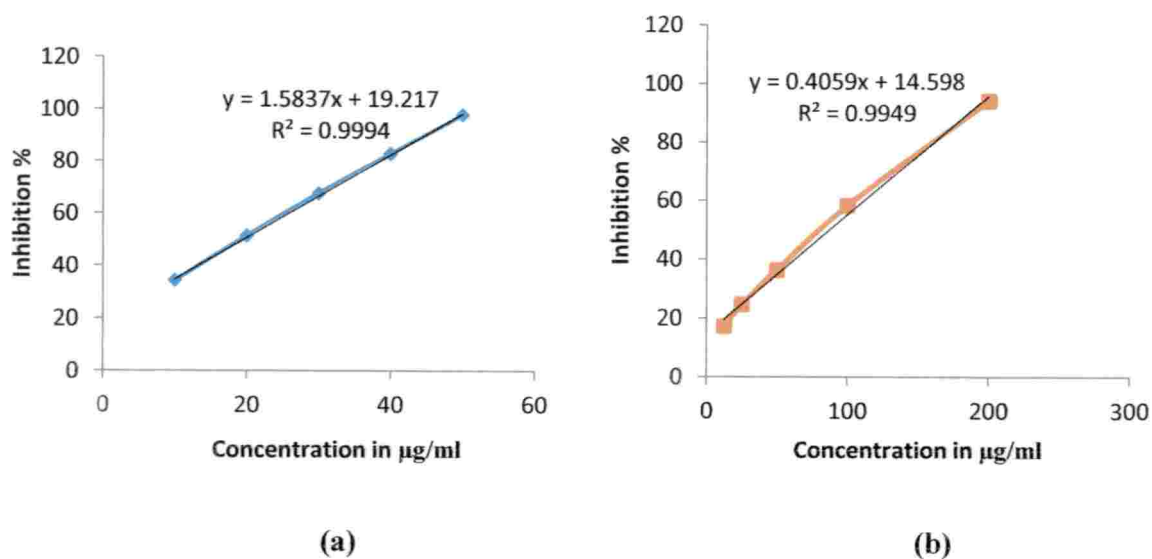 120
100
80
60
40
20
0
Inhibition %
y = 1.5837x + 19.217
R² = 0.9994
0 20 40 60
Concentration in µg/ml
(a)
120
100
80
60
40
20
0
Inhibition %
y = 0.4059x + 14.598
R² = 0.9949
0 100 200 300
Concentration in µg/ml
(b)